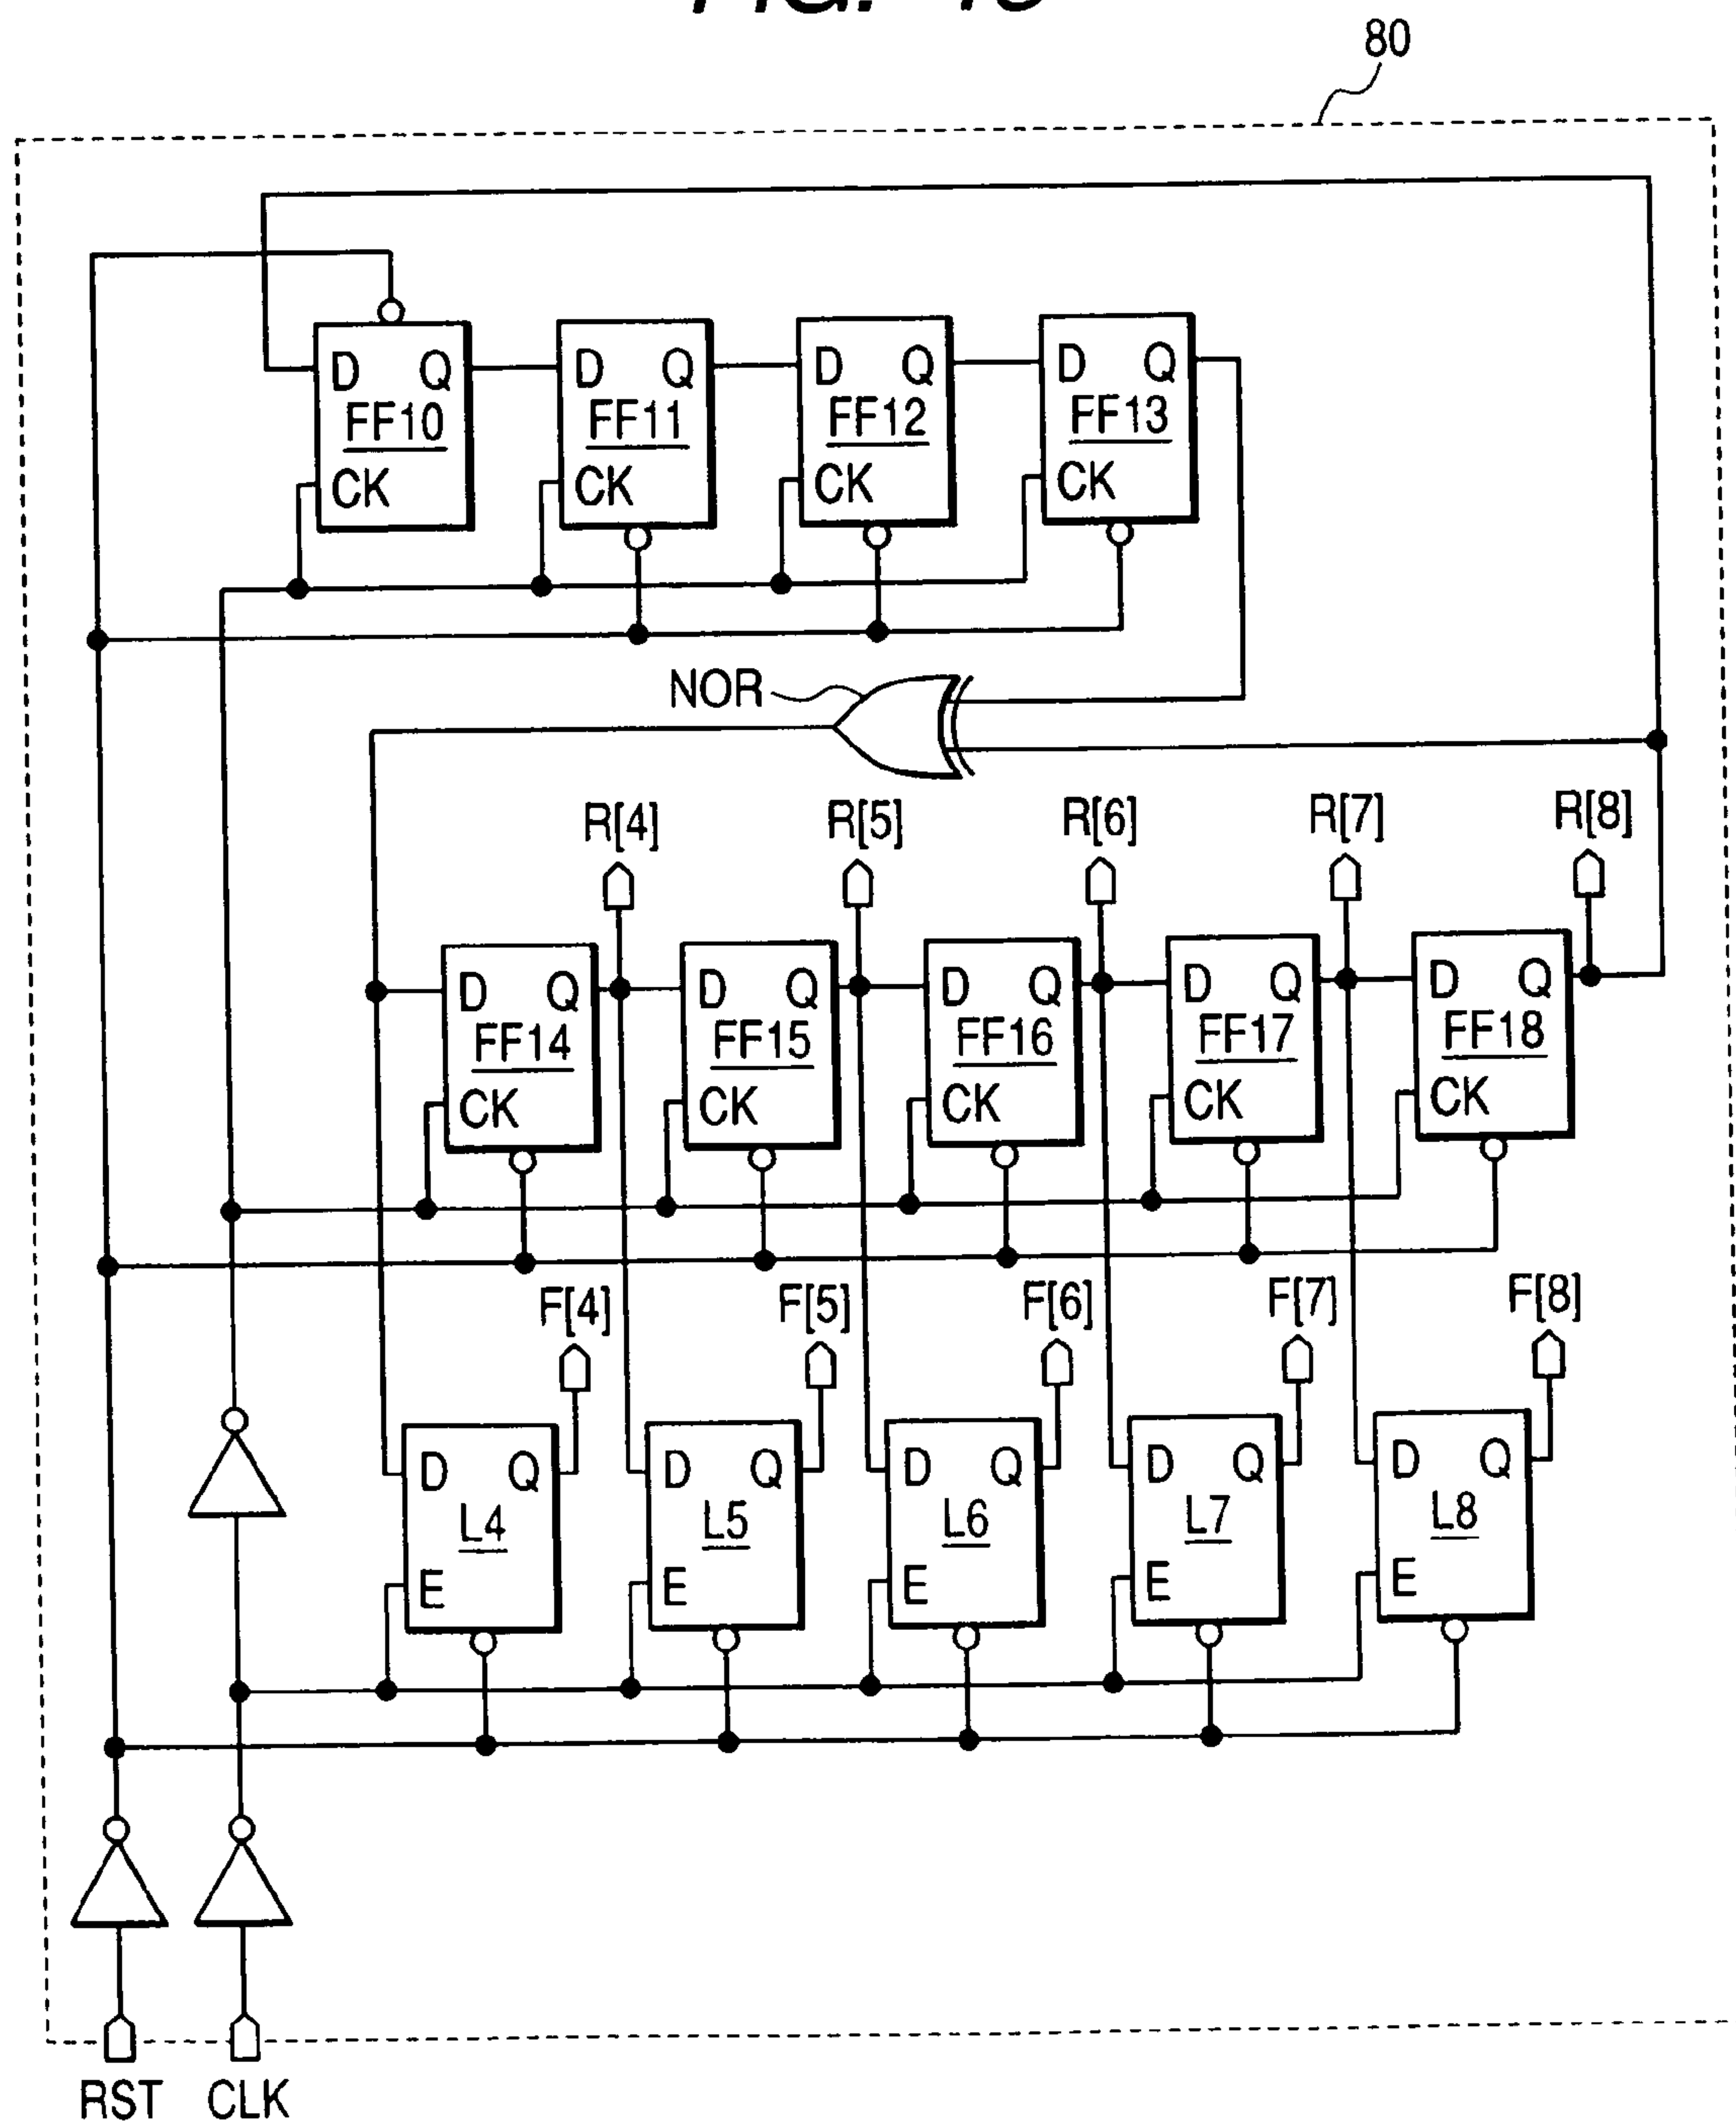 80
D Q D Q D Q D Q
FF10 FF11 FF12 FF13
CK CK CK CK
NOR
R[4] R[5] R[6] R[7] R[8]
D Q D Q D Q D Q D Q
FF14 FF15 FF16 FF17 FF18
CK CK CK CK CK
F[4] F[5] F[6] F[7] F[8]
D Q D Q D Q D Q D Q
L4 L5 L6 L7 L8
E E E E E
RST CLK